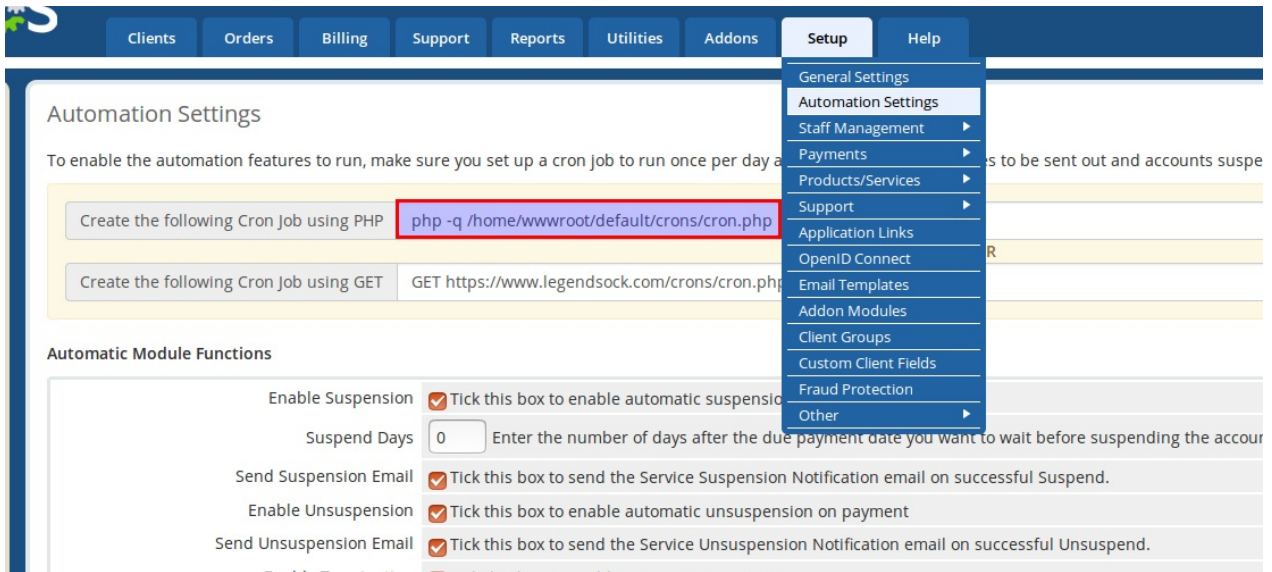 S
Clients Orders Billing Support Reports Utilities Addons Setup Help
General Settings
Automation Settings
Staff Management
Payments
Products/Services
Support
Application Links
OpenID Connect
Email Templates
Addon Modules
Client Groups
Custom Client Fields
Fraud Protection
Other
Automation Settings
To enable the automation features to run, make sure you set up a cron job to run once per day a
s to be sent out and accounts suspe
Create the following Cron Job using PHP php -q /home/wwwroot/default/crons/cron.php
R
Create the following Cron Job using GET GET https://www.legendsock.com/crons/cron.php
Automatic Module Functions
Enable Suspension Tick this box to enable automatic suspensio
Suspend Days 0 Enter the number of days after the due payment date you want to wait before suspending the accour
Send Suspension Email Tick this box to send the Service Suspension Notification email on successful Suspend.
Enable Unsuspension Tick this box to enable automatic unsuspension on payment
Send Unsuspension Email Tick this box to send the Service Unsuspension Notification email on successful Unsuspend.